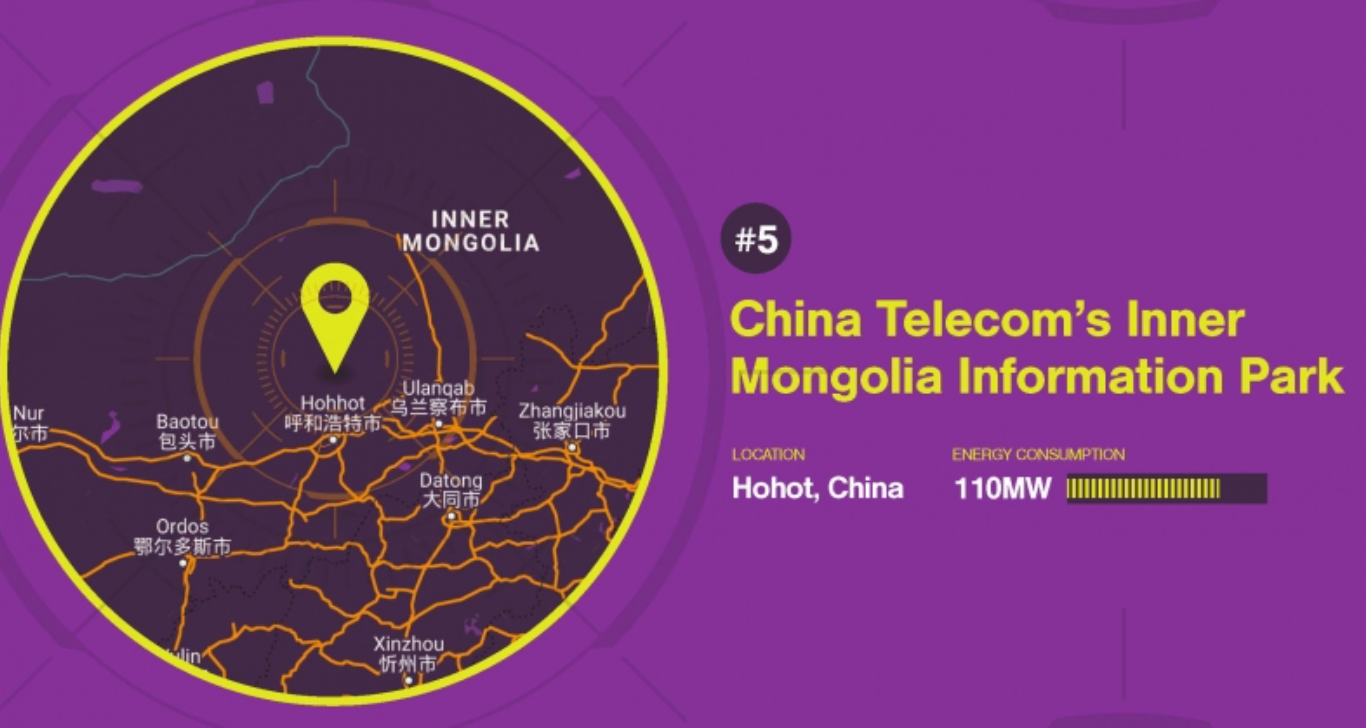 INNER
MONGOLIA
Ulanqab
乌兰察布市
Hohhot
呼和浩特市
Nur
尔市
Baotou
包头市
Zhangjiakou
张家口市
Datong
大同市
Ordos
鄂尔多斯市
Xinzhou
忻州市
#5
China Telecom’s Inner
Mongolia Information Park
LOCATION
Hohot, China
ENERGY CONSUMPTION
110MW